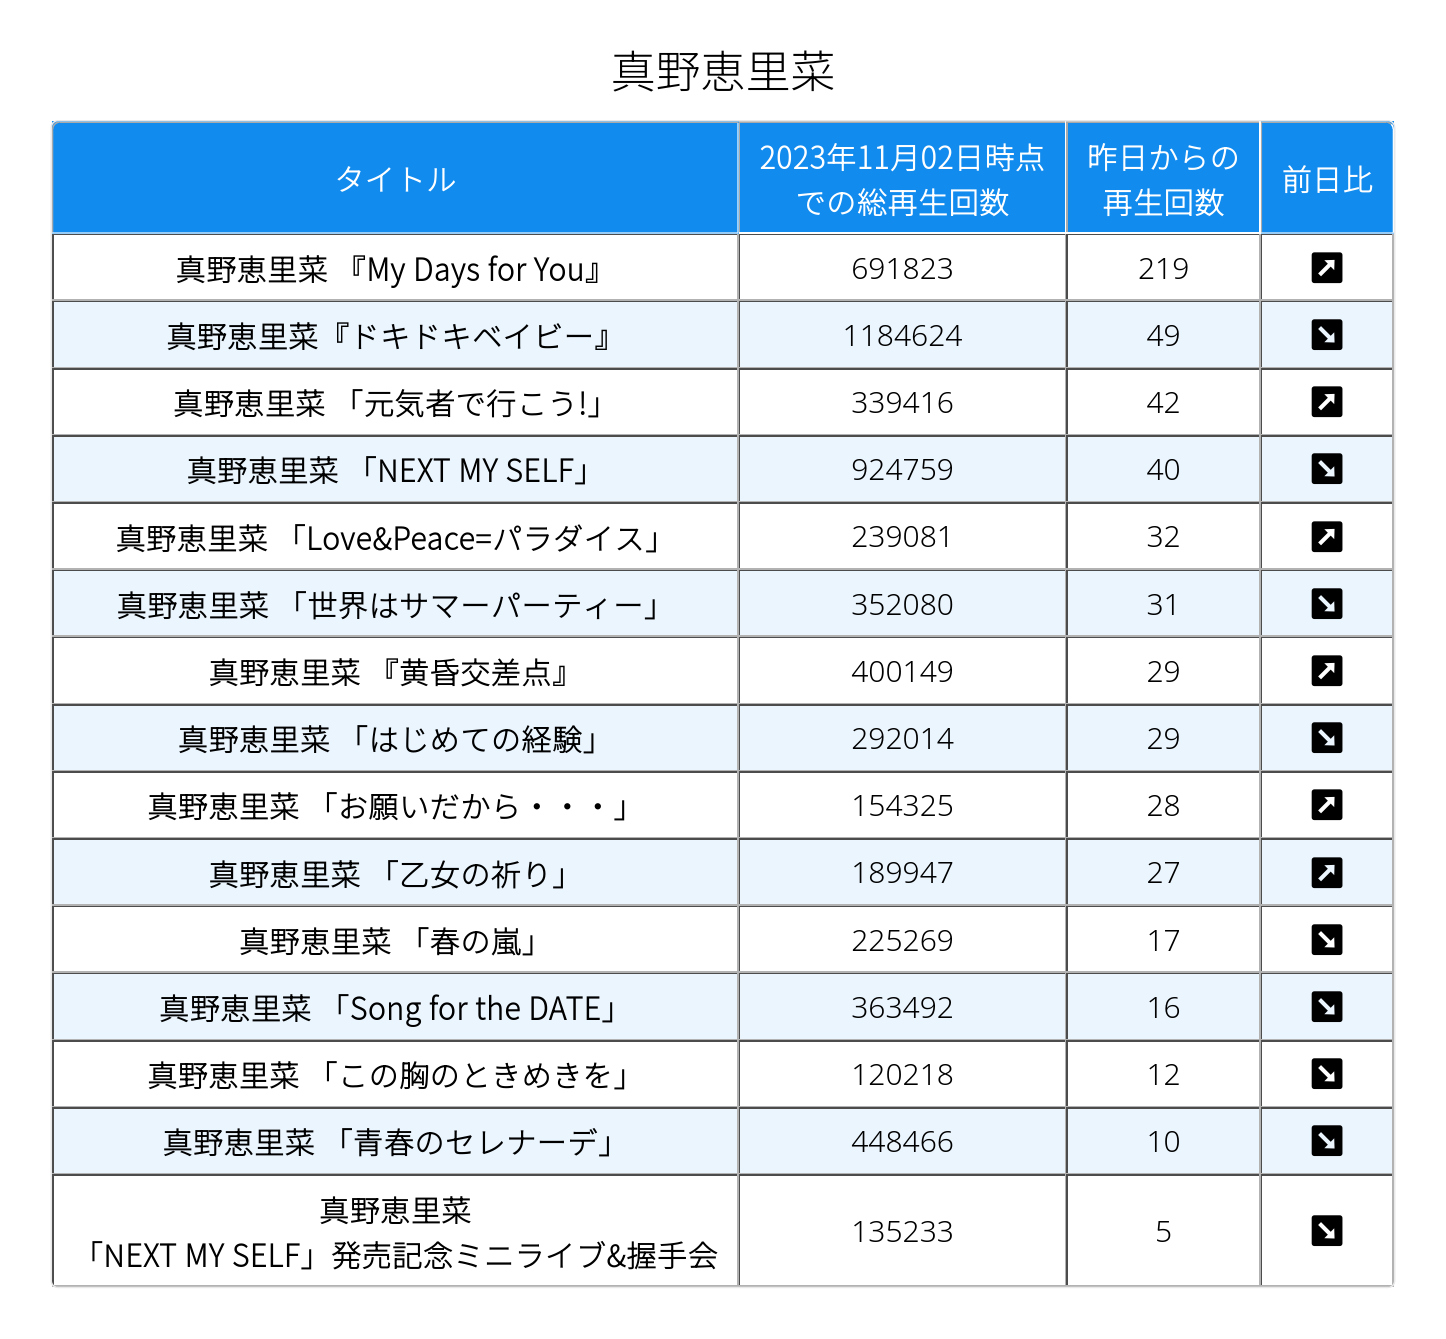 真野恵里菜
タイトル 2023年11月02日時点での総再生回数 昨日からの再生回数 前日比
真野恵里菜 『My Days for You』 691823 219
真野恵里菜『ドキドキベイビー』 1184624 49
真野恵里菜 「元気者で行こう!」 339416 42
真野恵里菜 「NEXT MY SELF」 924759 40
真野恵里菜 「Love&Peace=パラダイス」 239081 32
真野恵里菜 「世界はサマーパーティー」 352080 31
真野恵里菜 『黄昏交差点』 400149 29
真野恵里菜 「はじめての経験」 292014 29
真野恵里菜 「お願いだから・・・」 154325 28
真野恵里菜 「乙女の祈り」 189947 27
真野恵里菜 「春の嵐」 225269 17
真野恵里菜 「Song for the DATE」 363492 16
真野恵里菜 「この胸のときめきを」 120218 12
真野恵里菜 「青春のセレナーデ」 448466 10
真野恵里菜
「NEXT MY SELF」発売記念ミニライブ&握手会 135233 5